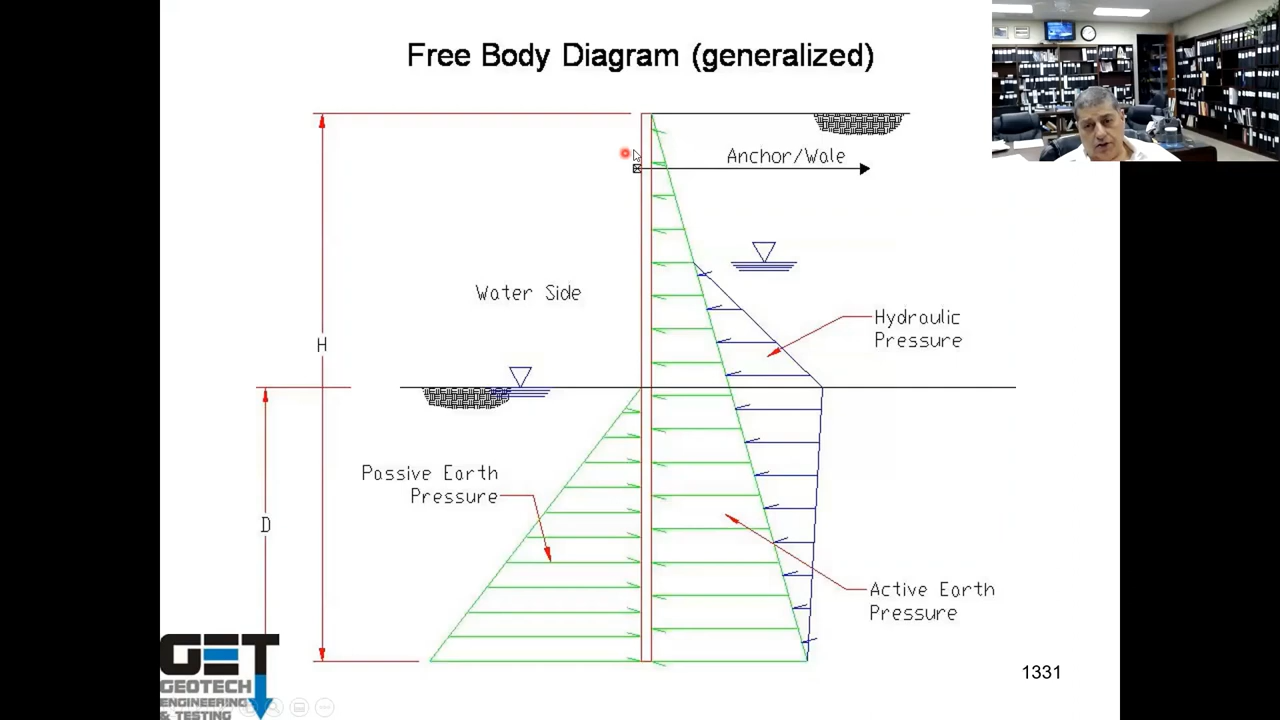 Free Body Diagram (generalized)
Anchor/Wale
Water Side
Hydraulic
Pressure
H
Passive Earth
Pressure
D
Active Earth
Pressure
GET
GEOTECH
ENGINEERING
& TESTING
1331